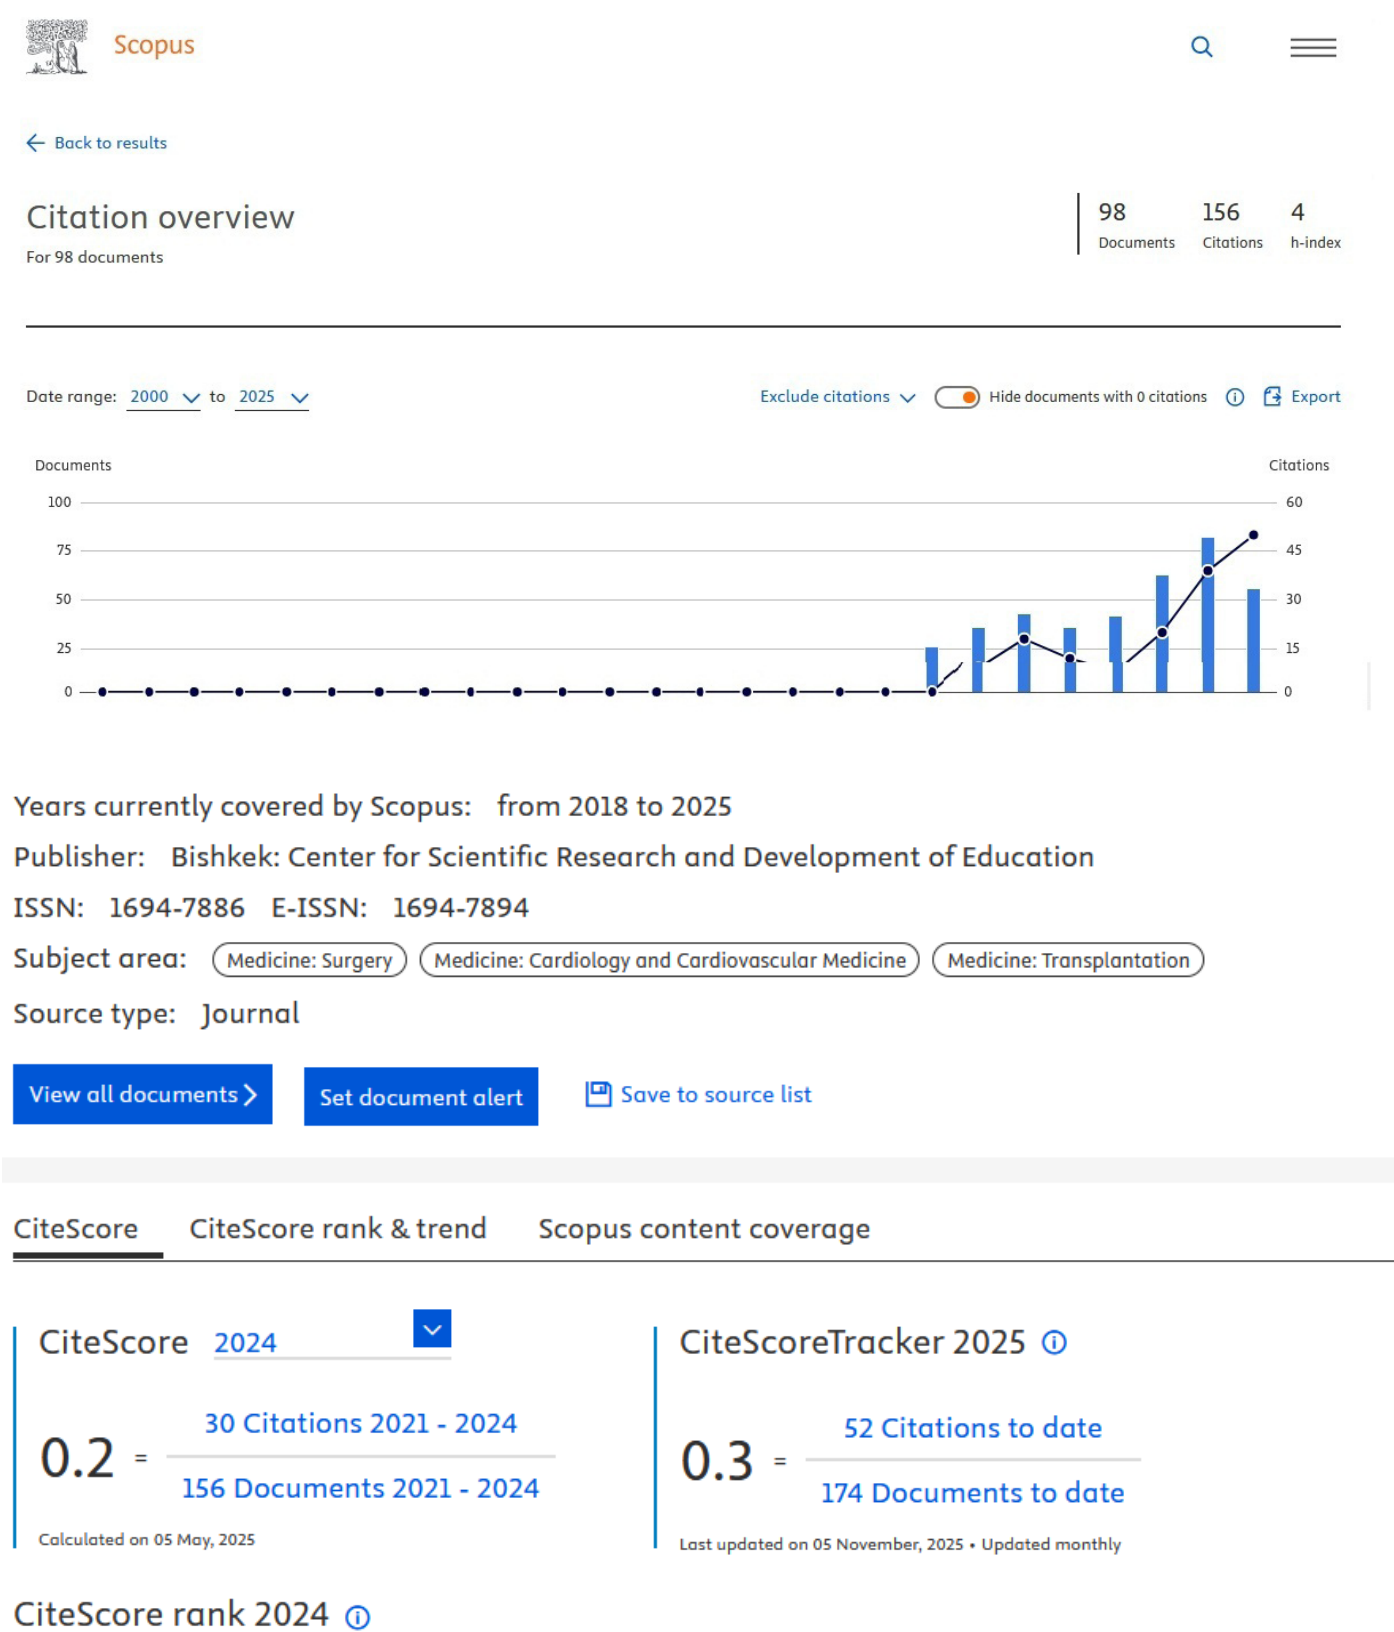 Scopus
Back to results
Citation overview
For 98 documents
98 156 4
Documents Citations h-index
Date range: 2000 to 2025 Exclude citations Hide documents with 0 citations Export
Documents Citations
100 60
75 45
50 30
25 15
0 0
Years currently covered by Scopus: from 2018 to 2025
Publisher: Bishkek: Center for Scientific Research and Development of Education
ISSN: 1694-7886 E-ISSN: 1694-7894
Subject area: Medicine: Surgery Medicine: Cardiology and Cardiovascular Medicine Medicine: Transplantation
Source type: Journal
View all documents Set document alert Save to source list
CiteScore CiteScore rank & trend Scopus content coverage
CiteScore 2024
0.2 = 30 Citations 2021 - 2024
156 Documents 2021 - 2024
Calculated on 05 May, 2025
CiteScoreTracker 2025
0.3 = 52 Citations to date
174 Documents to date
Last updated on 05 November, 2025 • Updated monthly
CiteScore rank 2024